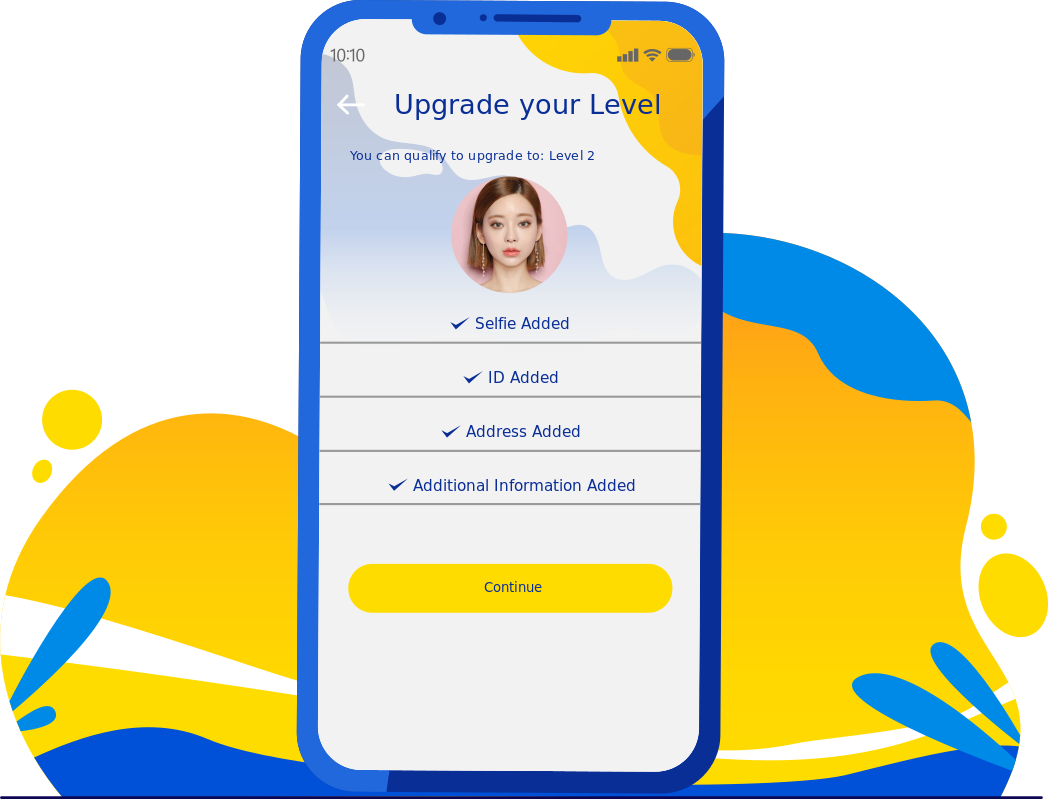 10:10
Upgrade your Level
You can qualify to upgrade to: Level 2
Selfie Added
ID Added
Address Added
Additional Information Added
Continue